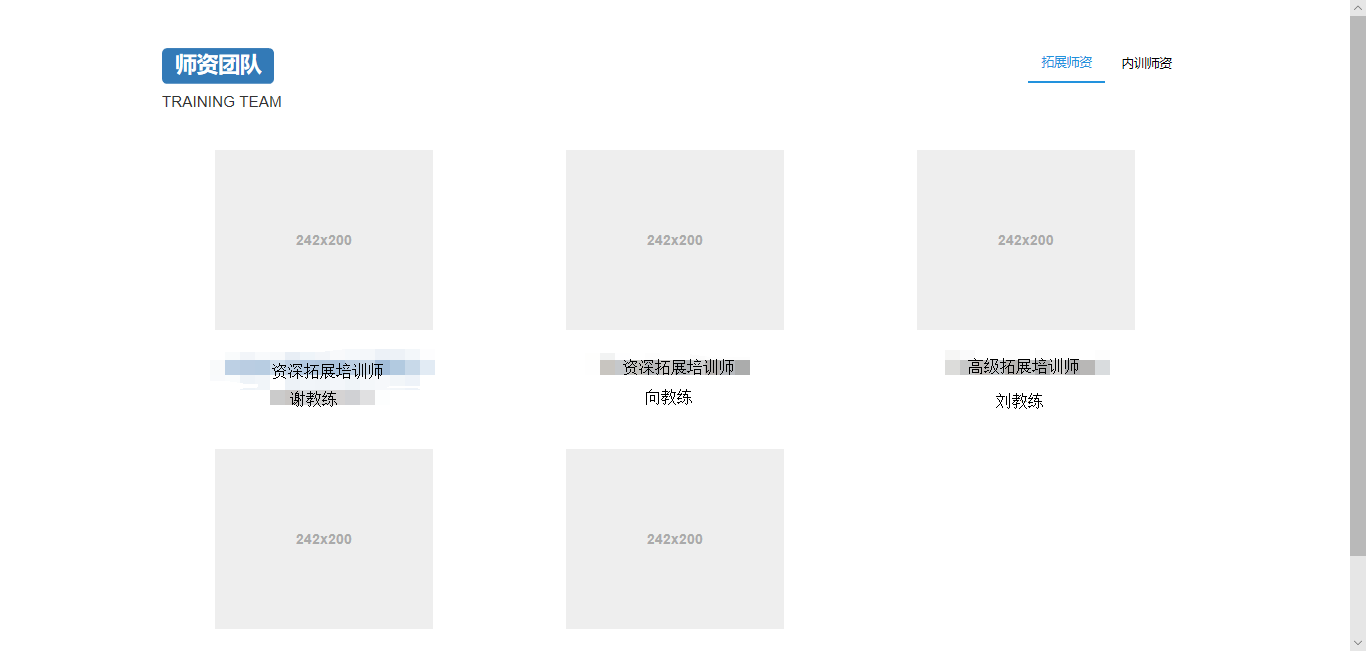 师资团队
拓展师资 内训师资
TRAINING TEAM
242x200 242x200 242x200
资深拓展培训师 资深拓展培训师 高级拓展培训师
谢教练 向教练 刘教练
242x200 242x200